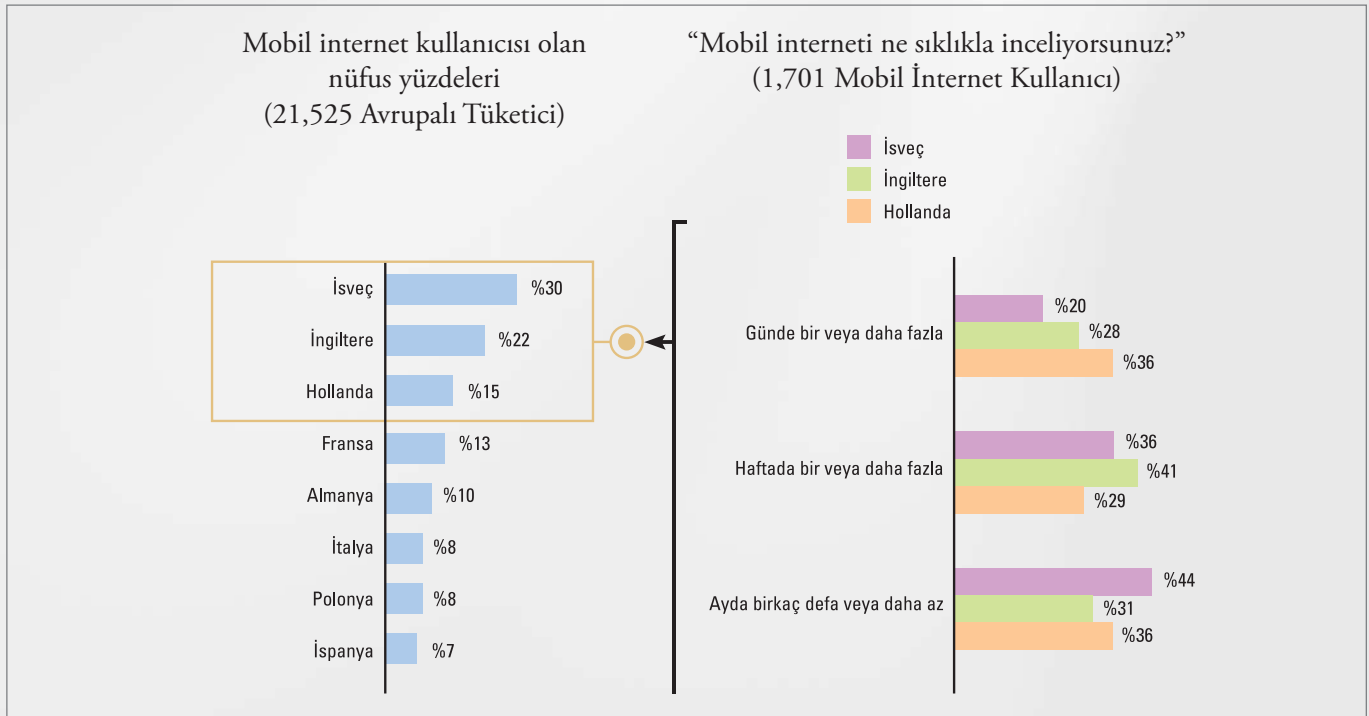 Mobil internet kullanıcısı olan
nüfus yüzdeleri
(21,525 Avrupalı Tüketici)
İsveç %30
İngiltere %22
Hollanda %15
Fransa %13
Almanya %10
İtalya %8
Polonya %8
İspanya %7
“Mobil interneti ne sıklıkla inceliyorsunuz?”
(1,701 Mobil İnternet Kullanıcı)
İsveç
İngiltere
Hollanda
%20
Günde bir veya daha fazla %28
%36
%36
Haftada bir veya daha fazla %41
%29
%44
Ayda birkaç defa veya daha az %31
%36